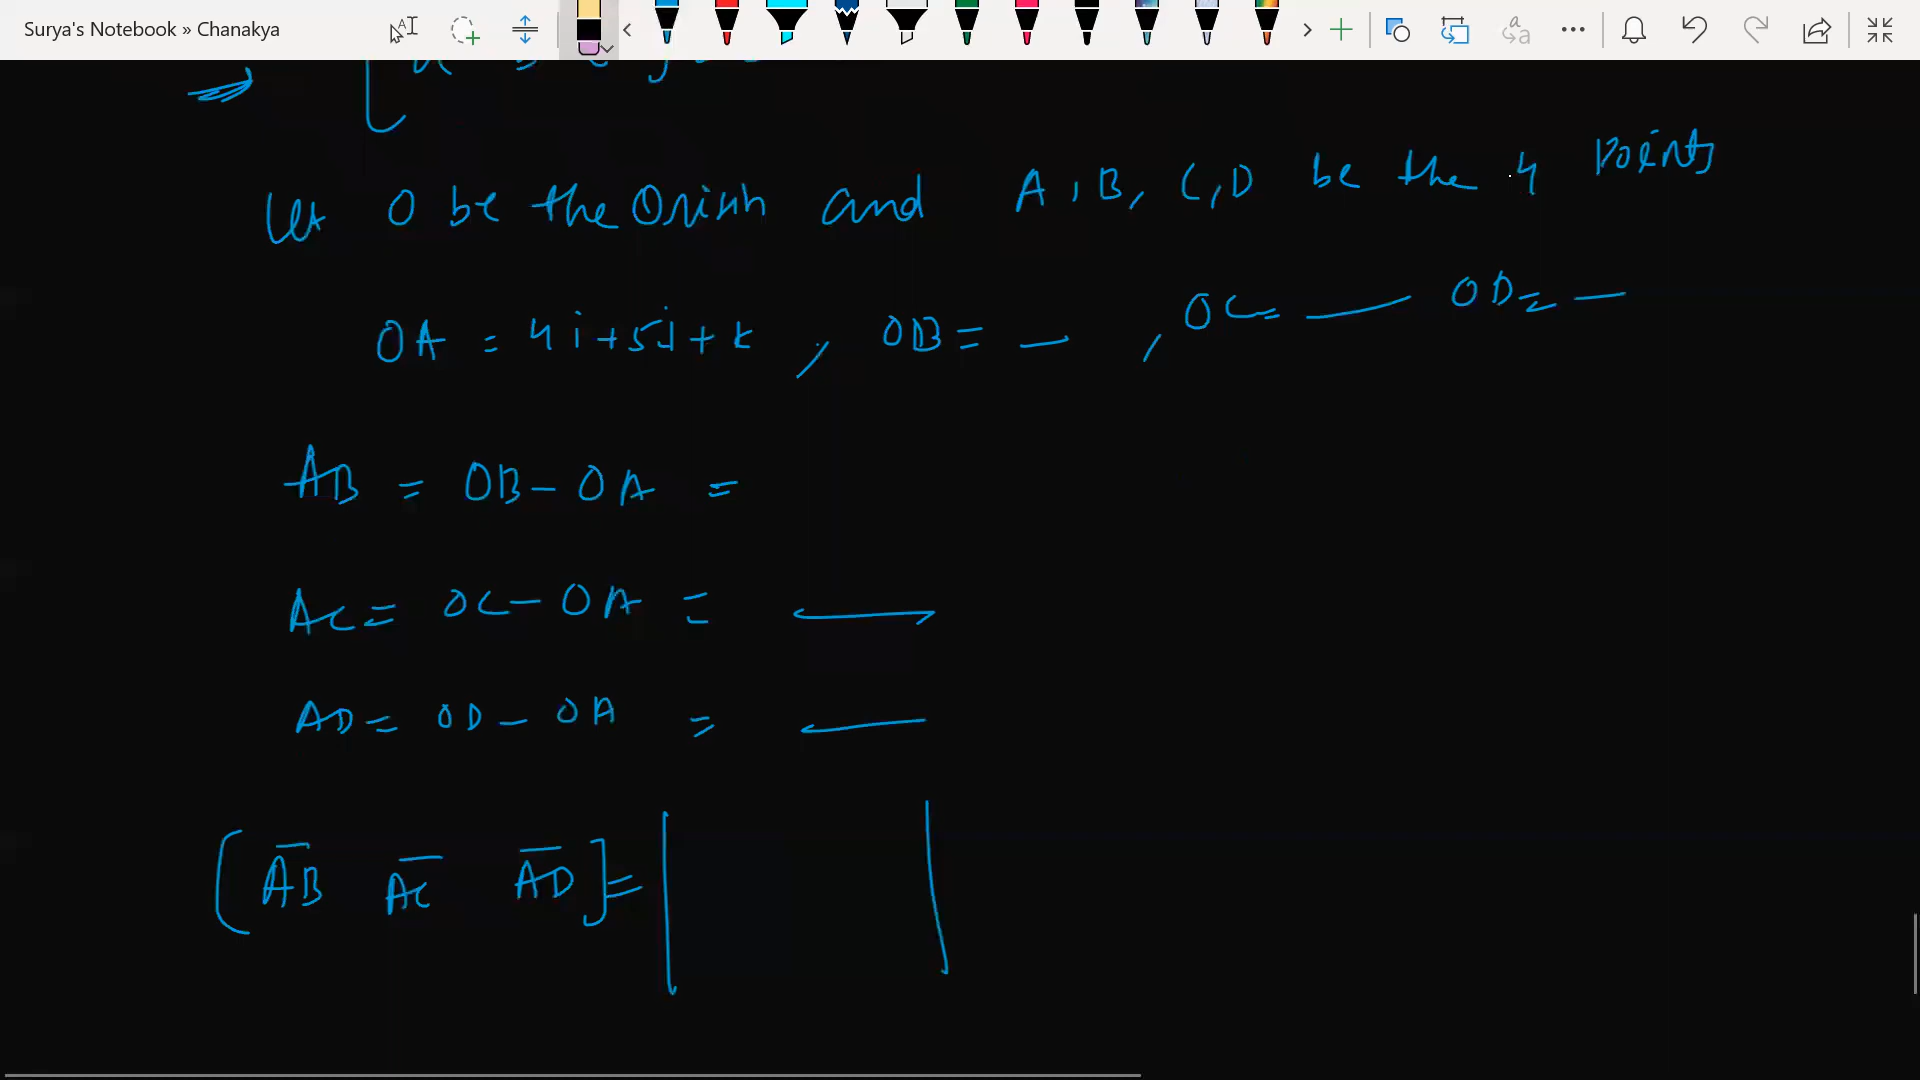 Surya's Notebook » Chanakya
Let O be the and A, B, C, D be the 4 Points
OA = 4i+5j+k, OB = —, OC = — OD = —
AB = OB - OA =
AC = OC - OA =
AD = OD - OA =
[AB AC AD] =